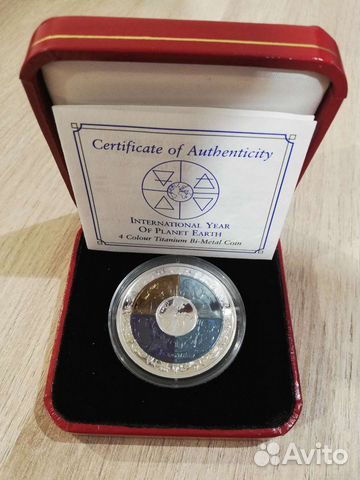 Certificate of Authenticity
INTERNATIONAL YEAR
OF PLANET EARTH
4 Colour Titanium Bi-Metal Coin
Avito